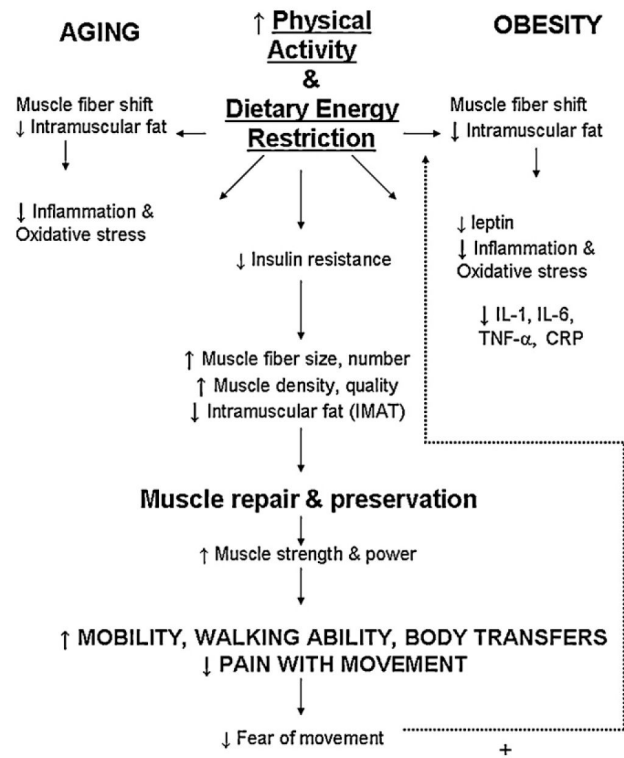 AGING
↑ Physical
Activity
&
Dietary Energy
Restriction
OBESITY
Muscle fiber shift
↓ Intramuscular fat
↓ Inflammation &
Oxidative stress
Muscle fiber shift
↓ Intramuscular fat
↓ leptin
↓ Inflammation &
Oxidative stress
↓ IL-1, IL-6,
TNF-α, CRP
↓ Insulin resistance
↑ Muscle fiber size, number
↑ Muscle density, quality
↓ Intramuscular fat (IMAT)
Muscle repair & preservation
↑ Muscle strength & power
↑ MOBILITY, WALKING ABILITY, BODY TRANSFERS
↓ PAIN WITH MOVEMENT
↓ Fear of movement
+